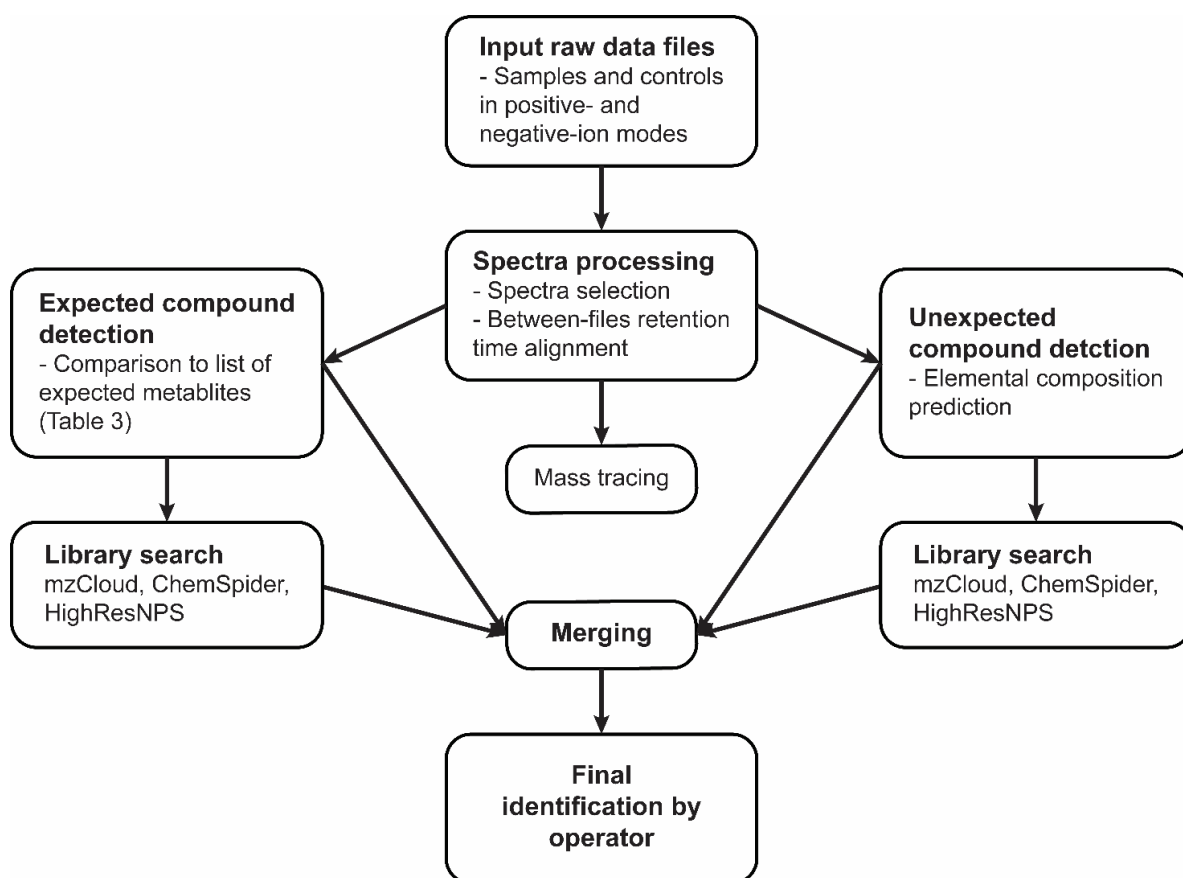 Input raw data files
- Samples and controls
in positive- and
negative-ion modes
Spectra processing
- Spectra selection
- Between-files retention
time alignment
Expected compound
detection
- Comparison to list of
expected metablites
(Table 3)
Unexpected
compound detction
- Elemental composition
prediction
Mass tracing
Library search
mzCloud, ChemSpider,
HighResNPS
Library search
mzCloud, ChemSpider,
HighResNPS
Merging
Final
identification by
operator